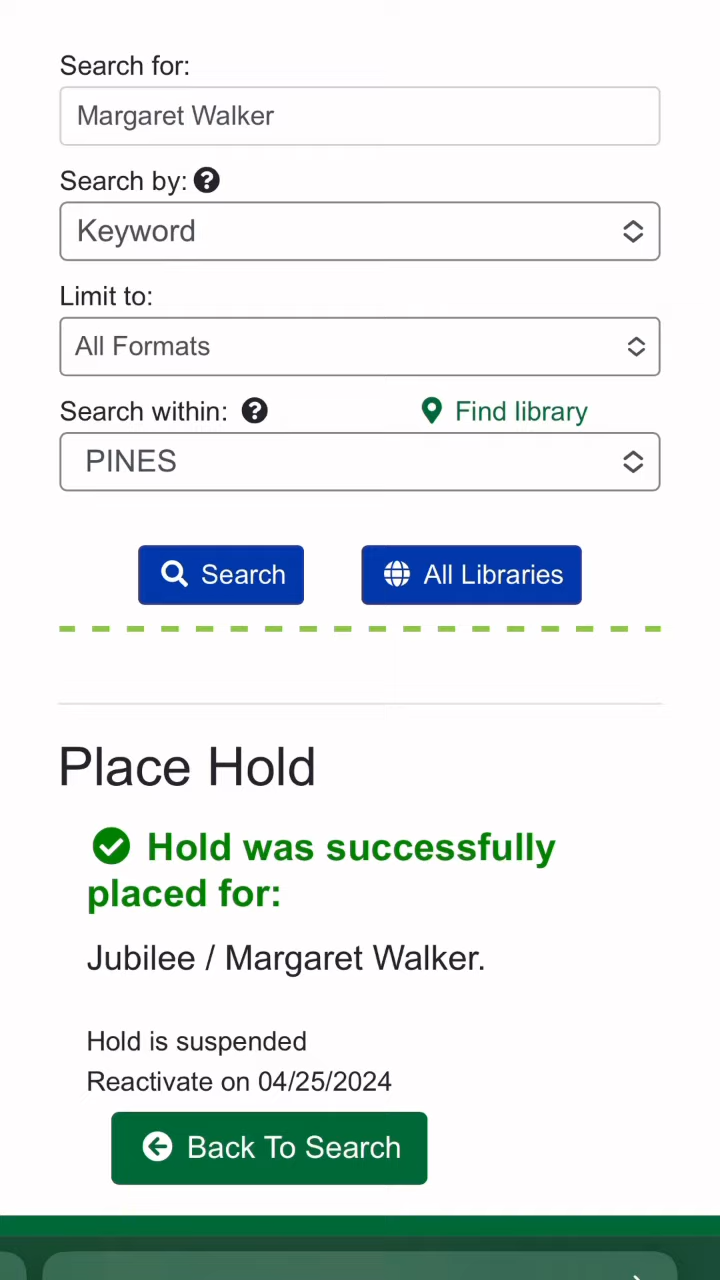 Search for:
Margaret Walker
Search by:
Keyword
Limit to:
All Formats
Search within: Find library
PINES
Search All Libraries
Place Hold
Hold was successfully
placed for:
Jubilee / Margaret Walker.
Hold is suspended
Reactivate on 04/25/2024
Back To Search